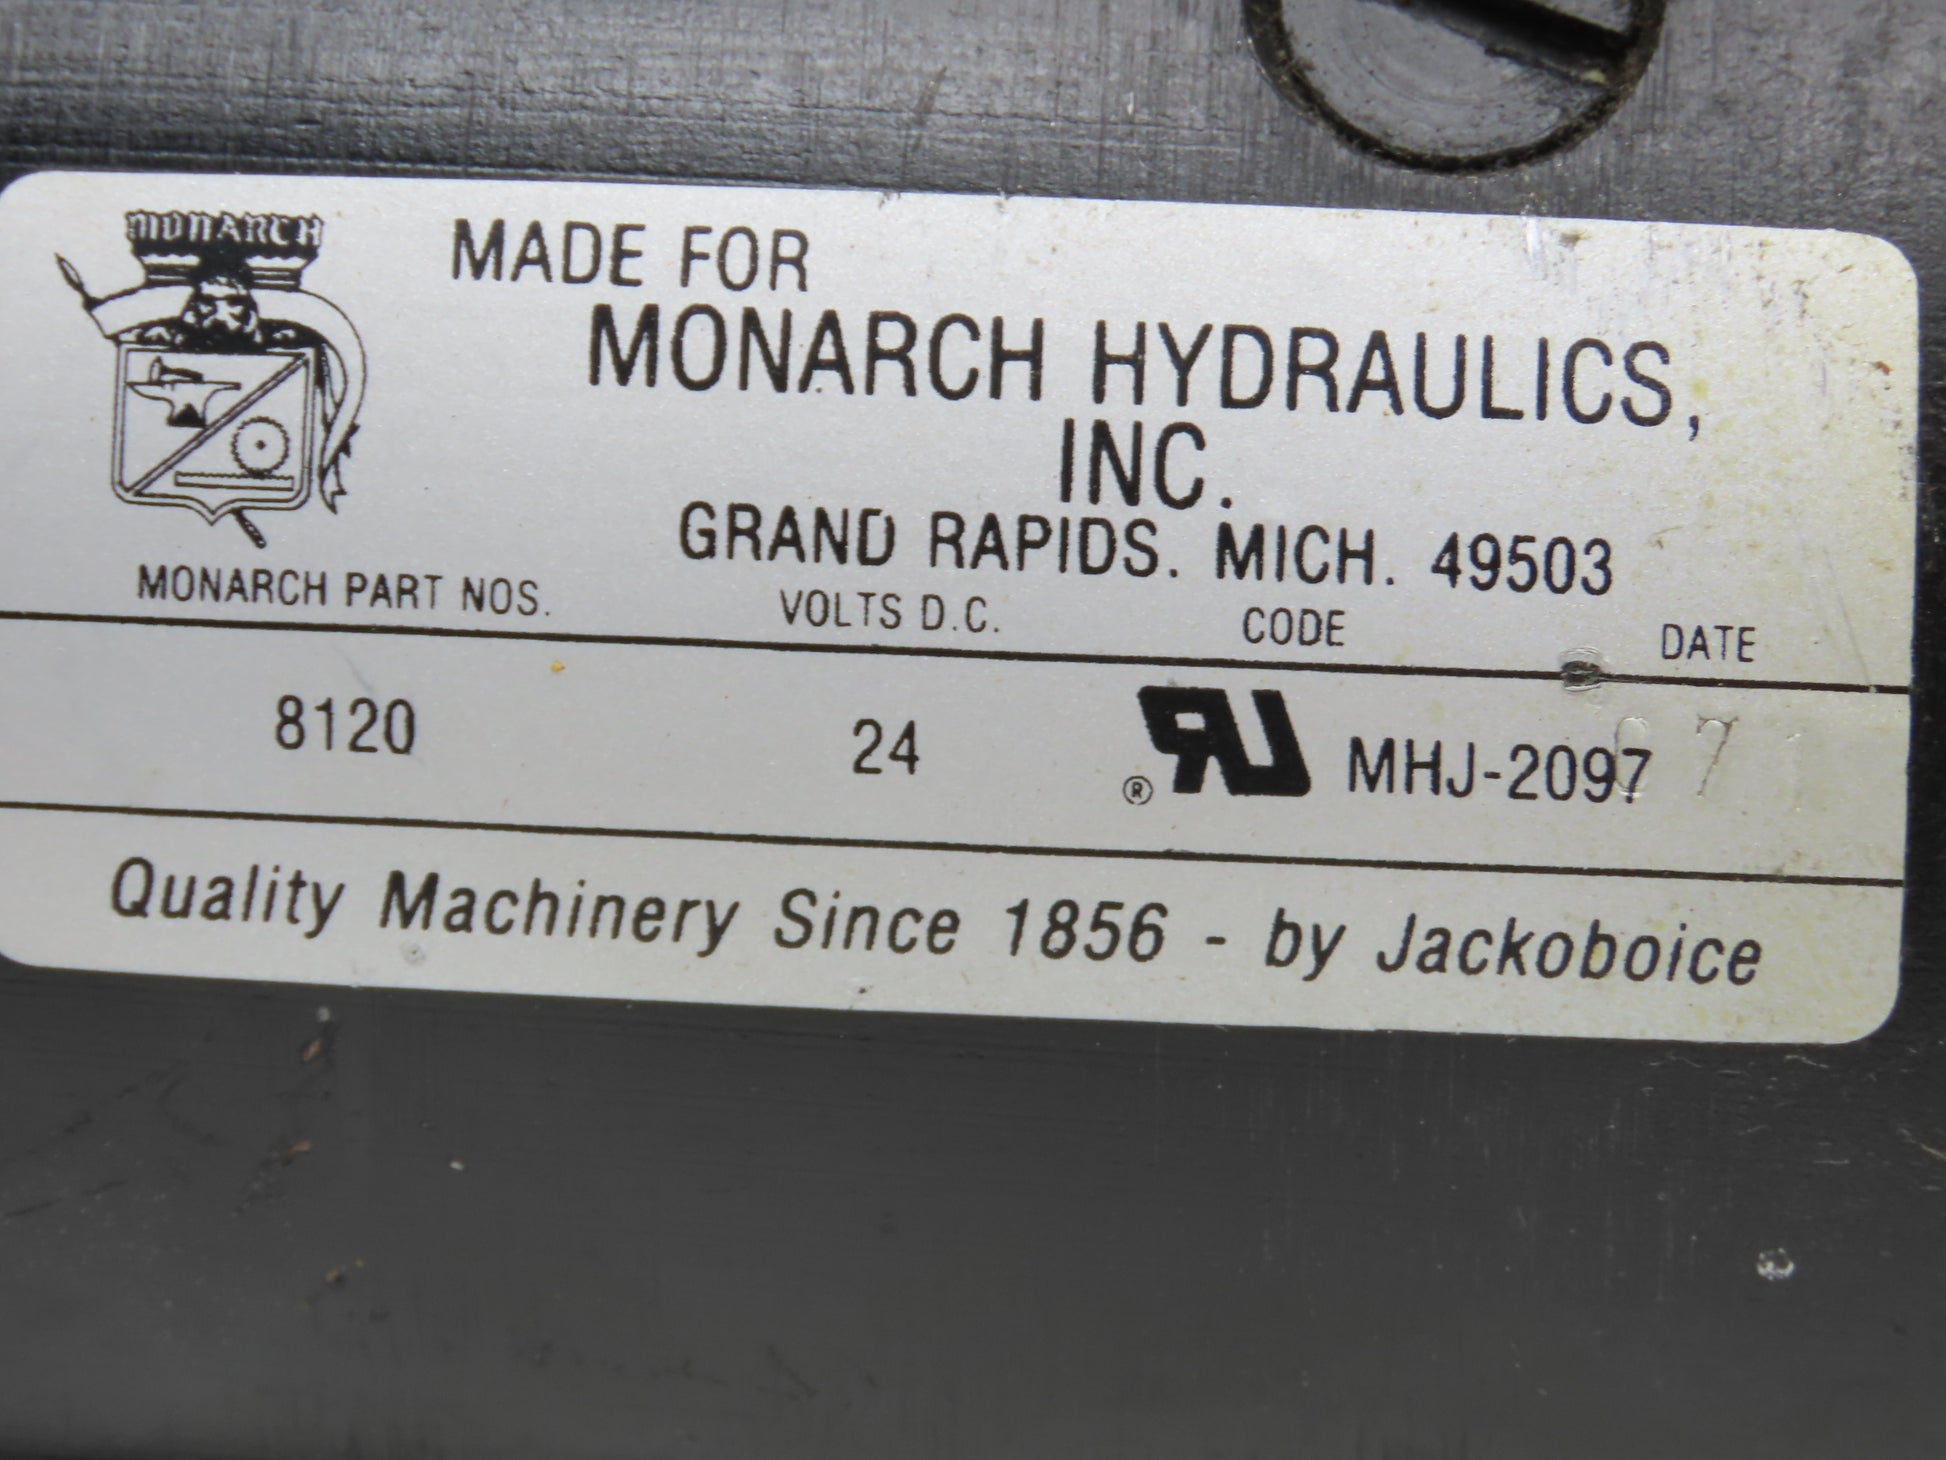 MONARCH
MADE FOR
MONARCH HYDRAULICS,
INC.
GRAND RAPIDS. MICH. 49503
MONARCH PART NOS. VOLTS D.C. CODE DATE
8120 24 ® RU MHJ-2097
Quality Machinery Since 1856 - by Jackoboice